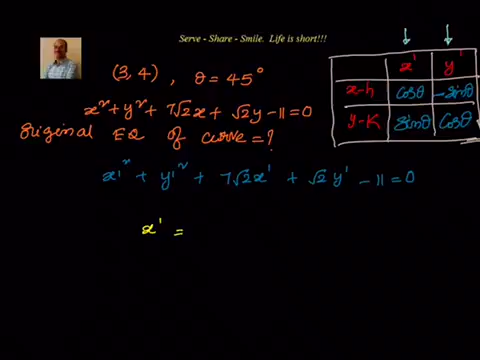 Serve - Share - Smile. Life is short!!!
(3, 4) , θ = 45°
x² + y² + 7√2x + √2y - 11 = 0
Original EQ of curve = ?
x'² + y'² + 7√2x' + √2y' - 11 = 0
x' =
↓ ↓
x' y'
x-h cosθ -sinθ
y-K sinθ cosθ